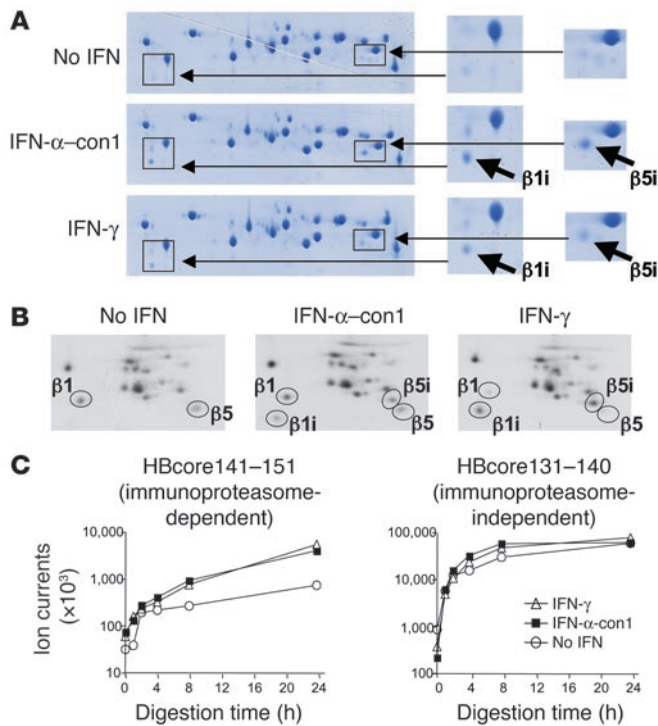 A
No IFN
IFN-α–con1
IFN-γ
β1i
β5i
β1i
β5i
B
No IFN
IFN-α–con1
IFN-γ
β1
β5
β1
β1i
β5i
β5
β1
β1i
β5i
β5
C
HBcore141–151
(immunoproteasome-
dependent)
HBcore131–140
(immunoproteasome-
independent)
Ion currents
(×10³)
10,000
1,000
100
10
0 4 8 12 16 20 24
Digestion time (h)
100,000
10,000
1,000
100
0 4 8 12 16 20 24
Digestion time (h)
IFN-γ
IFN-α-con1
No IFN